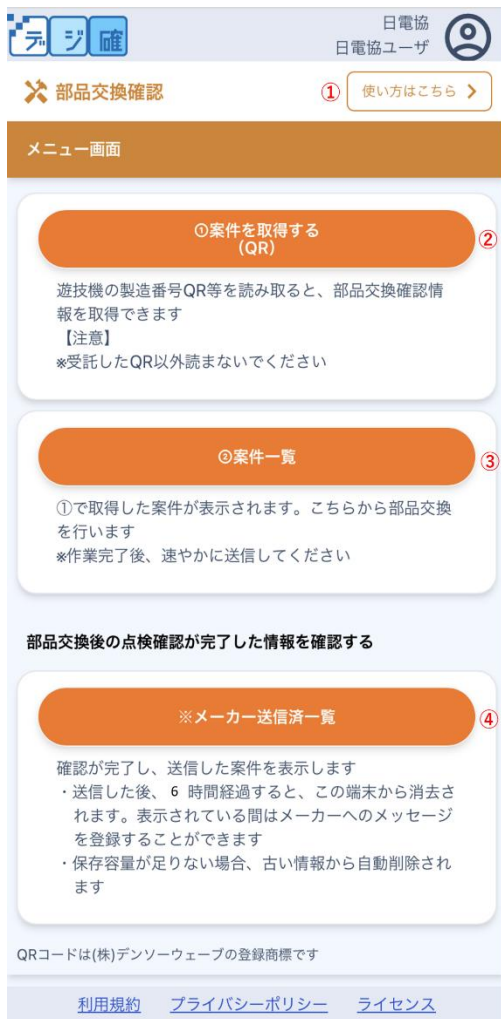 デジ確
日電協
日電協ユーザ
部品交換確認
① 使い方はこちら
メニュー画面
①案件を取得する
(QR)
②
遊技機の製造番号QR等を読み取ると、部品交換確認情
報を取得できます
【注意】
※受託したQR以外読まないでください
②案件一覧
③
①で取得した案件が表示されます。こちらから部品交換
を行います
※作業完了後、速やかに送信してください
部品交換後の点検確認が完了した情報を確認する
※メーカー送信済一覧
④
確認が完了し、送信した案件を表示します
・送信した後、6 時間経過すると、この端末から消去さ
れます。表示されている間はメーカーへのメッセージ
を登録することができます
・保存容量が足りない場合、古い情報から自動削除され
ます
QRコードは(株)デンソーウェーブの登録商標です
利用規約 プライバシーポリシー ライセンス